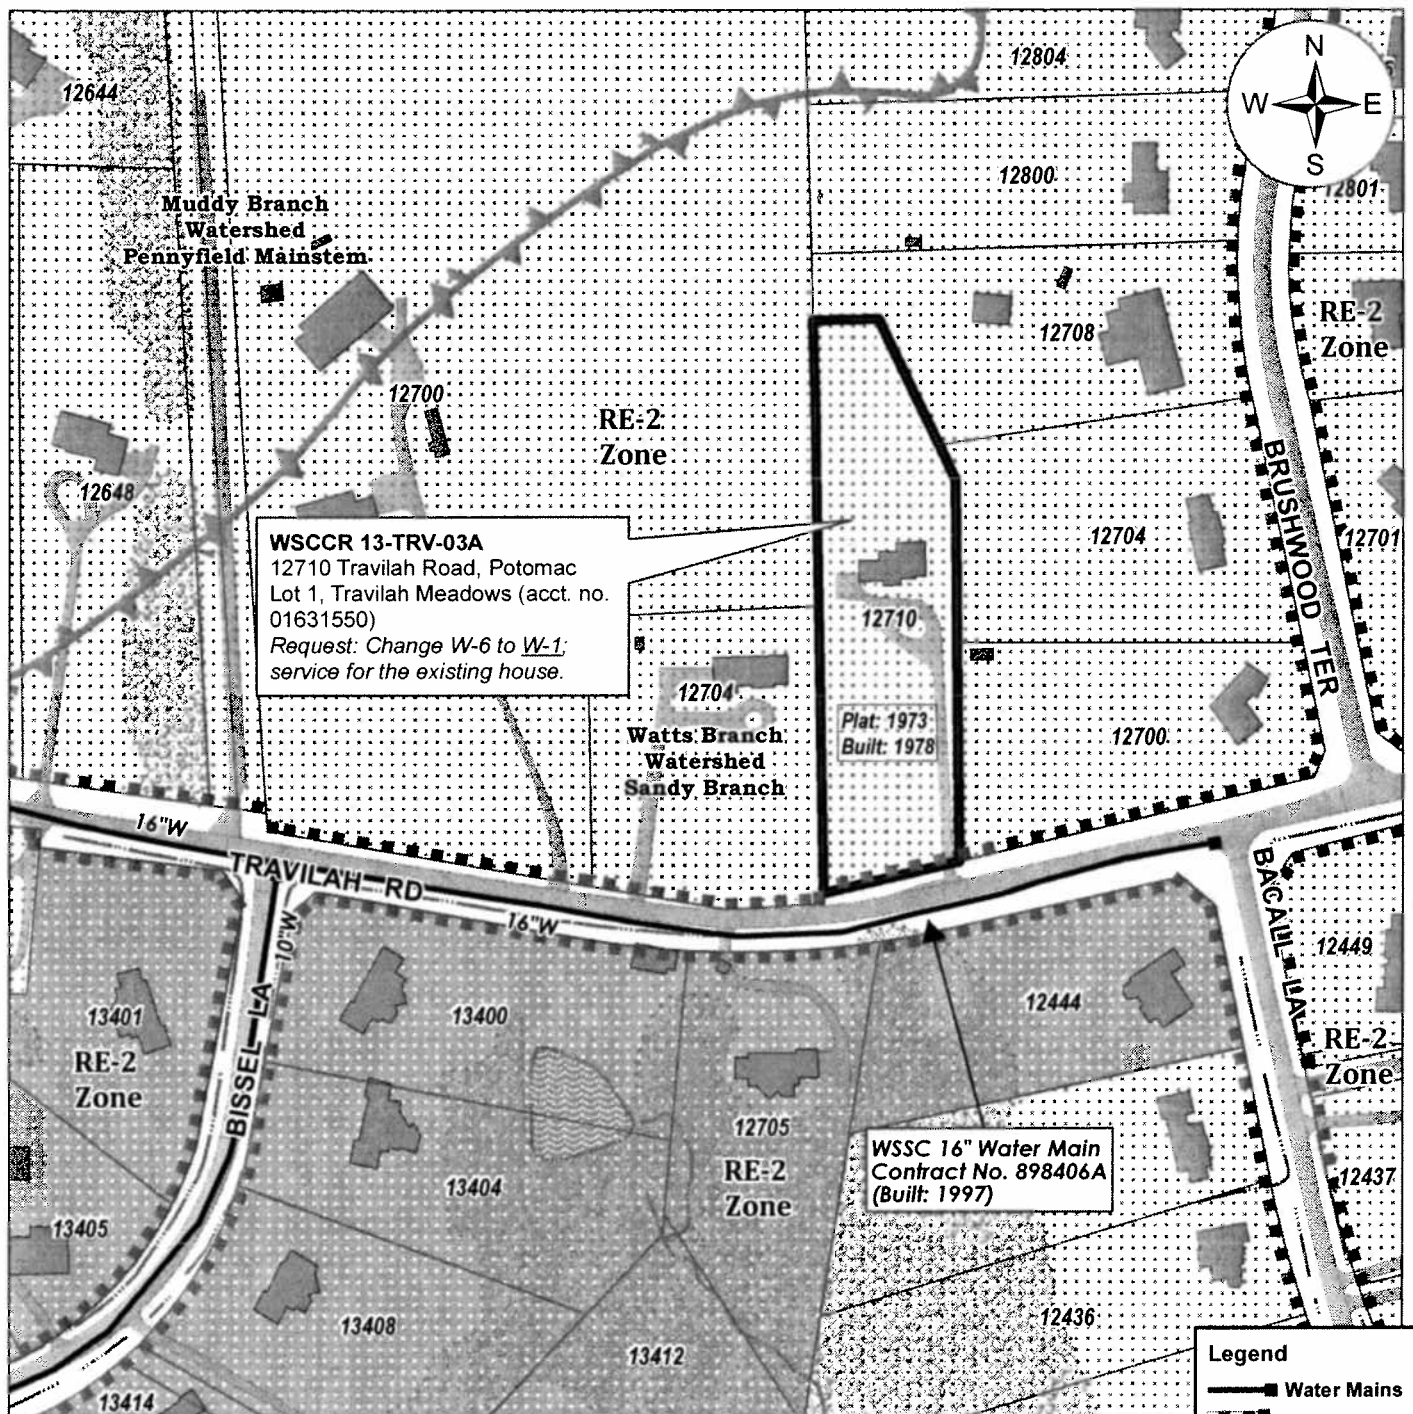 12804
N
W E
S
12644
12800
12801
Muddy Branch
Watershed
Pennyfield Mainstem
12708
RE-2
Zone
12700
RE-2
Zone
12648
WSCCR 13-TRV-03A
12710 Travilah Road, Potomac
Lot 1, Travilah Meadows (acct. no.
01631550)
Request: Change W-6 to W-1;
service for the existing house.
12704
12701
BRUSHWOOD TER
12710
12704
Plat: 1973
Built: 1978
12700
Watts Branch
Watershed
Sandy Branch
16"W
TRAVILAH RD
16"W
10"W
BISSEL LA
BACALL LA
12449
13401
13400
12444
RE-2
Zone
RE-2
Zone
12705
WSSC 16" Water Main
Contract No. 898406A
(Built: 1997)
RE-2
Zone
13404
12437
13405
13408
12436
13412
13414
Legend
Water Mains